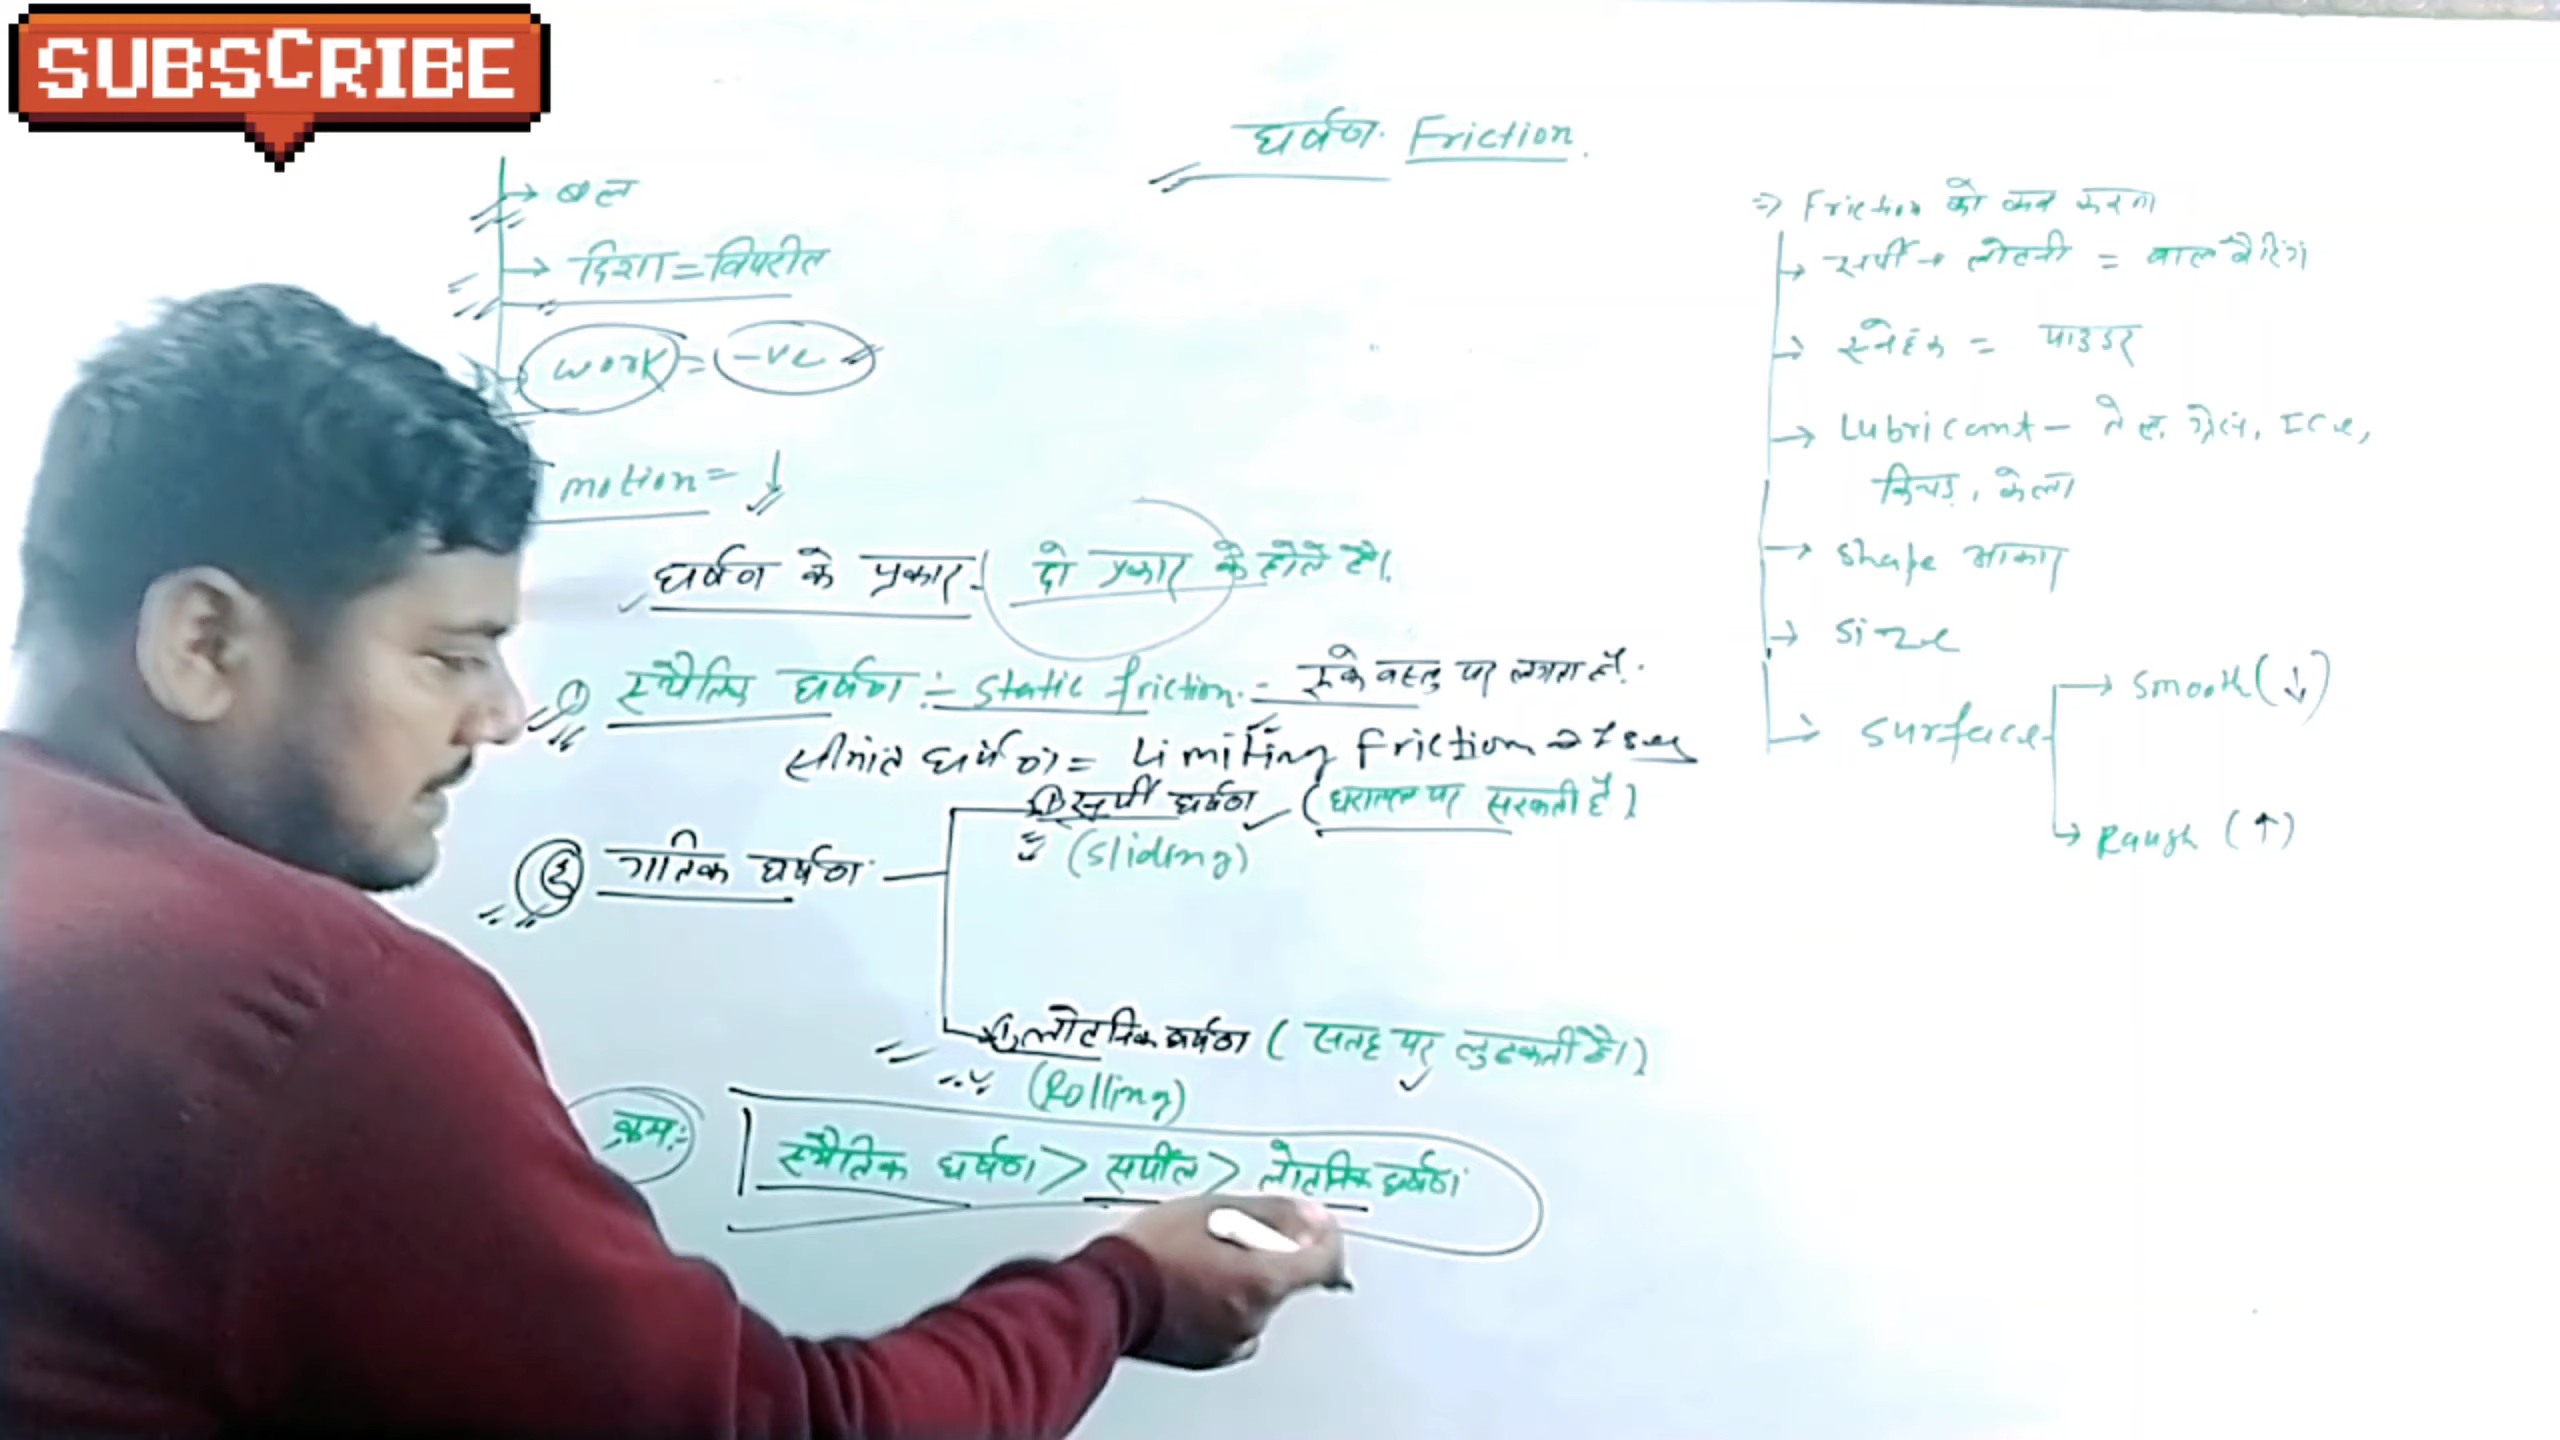 SUBSCRIBE
घर्षण. Friction.
→ बल
→ दिशा = विपरीत
→ work = -ve
motion = ↓
घर्षण के प्रकार - दो प्रकार के होते है।
① स्थैतिक घर्षण :- static friction. - रूके वस्तु पर लगता है.
सीमांत घर्षण = Limiting friction →
② गतिक घर्षण
① सर्पी घर्षण (धरातल पर सरकती है)
(sliding)
लोटनिक घर्षण ( सतह पर लुढकती है।)
(Rolling)
क्रम:-
स्थैतिक घर्षण > सर्पील > लोटनिक घर्षण
⇒ Friction को कम करना
→ सर्पी → लोटनी = बाल बैरिंग
→ स्नेहक = पाउडर
→ Lubricant - तेल, ग्रीस, ICe,
किचड़, केला
→ shape आकार
→ size
→ surface
→ smooth (↓)
→ Rough (↑)